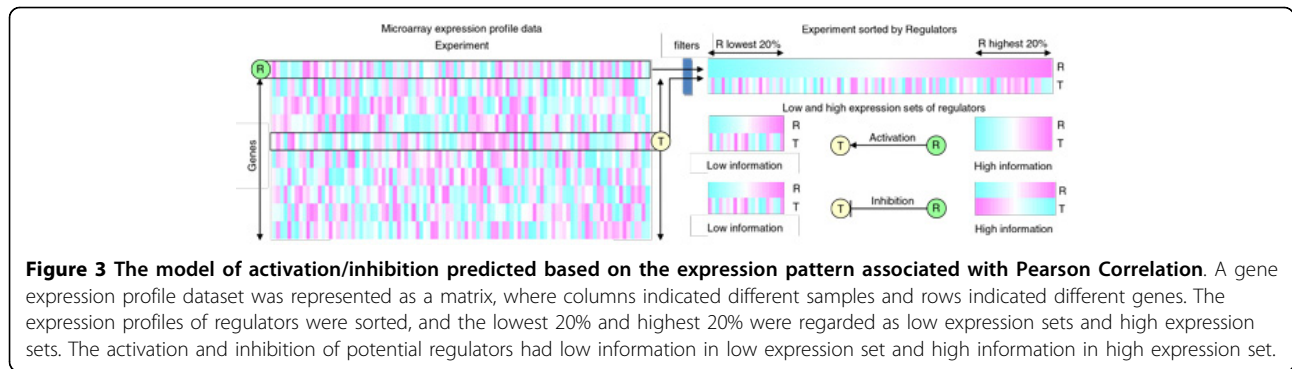 Microarray expression profile data
Experiment
filters
Experiment sorted by Regulators
R lowest 20%
R highest 20%
R
R
T
Genes
T
Low and high expression sets of regulators
R
T
Low information
T
Activation
R
R
T
High information
R
T
Low information
T
Inhibition
R
R
T
High information
Figure 3 The model of activation/inhibition predicted based on the expression pattern associated with Pearson Correlation. A gene
expression profile dataset was represented as a matrix, where columns indicated different samples and rows indicated different genes. The
expression profiles of regulators were sorted, and the lowest 20% and highest 20% were regarded as low expression sets and high expression
sets. The activation and inhibition of potential regulators had low information in low expression set and high information in high expression set.